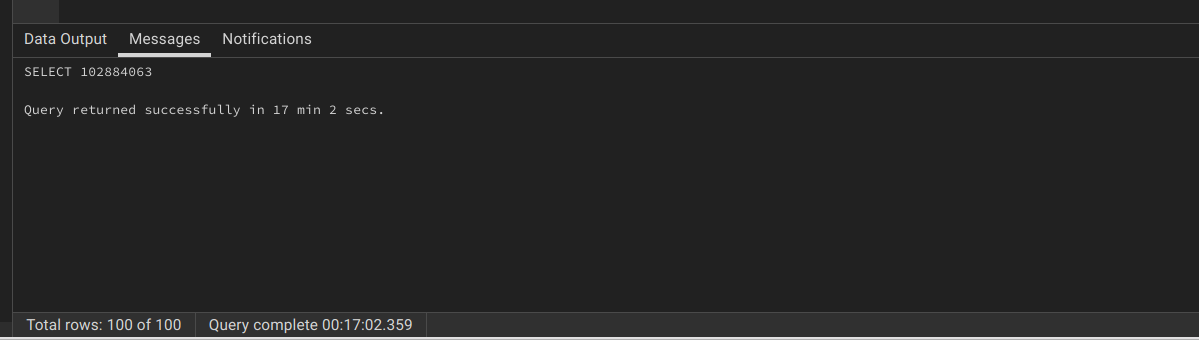 Data Output Messages Notifications
SELECT 102884063
Query returned successfully in 17 min 2 secs.
Total rows: 100 of 100 Query complete 00:17:02.359